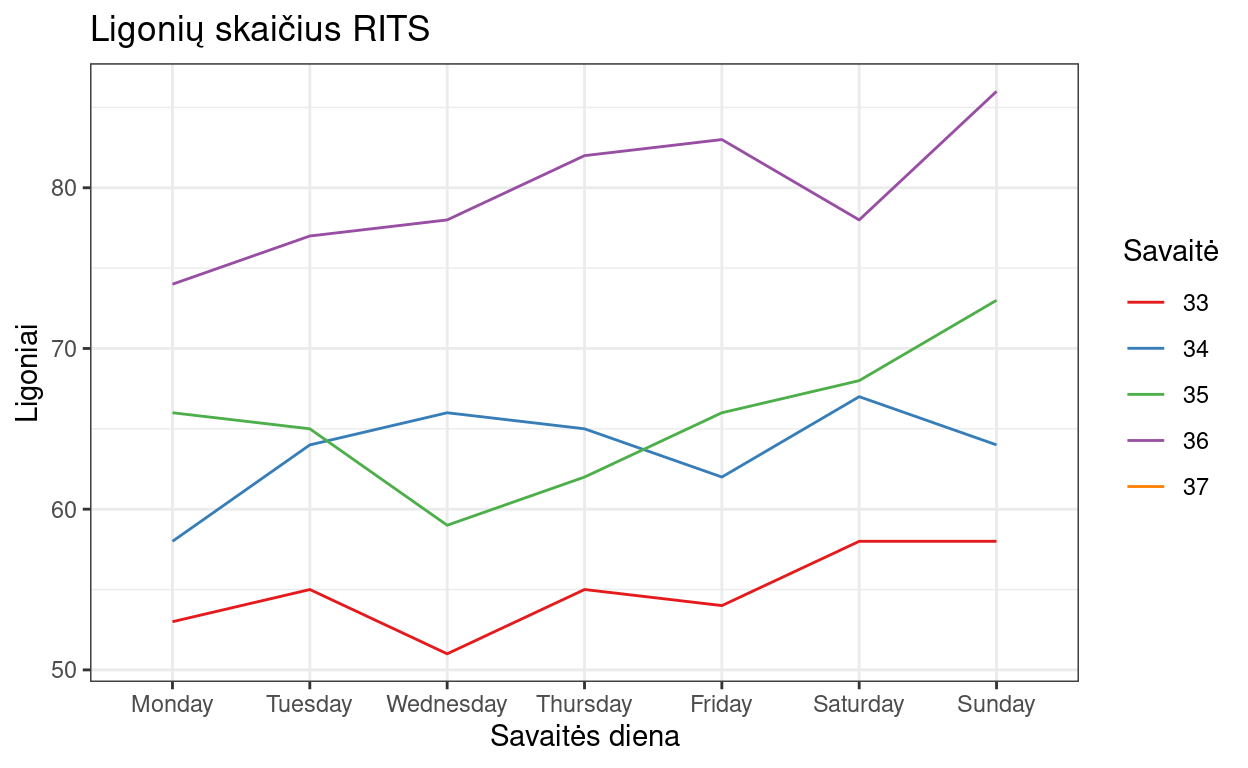 Ligonių skaičius RITS
80
70
60
50
Ligoniai
Monday Tuesday Wednesday Thursday Friday Saturday Sunday
Savaitės diena
Savaitė
33
34
35
36
37